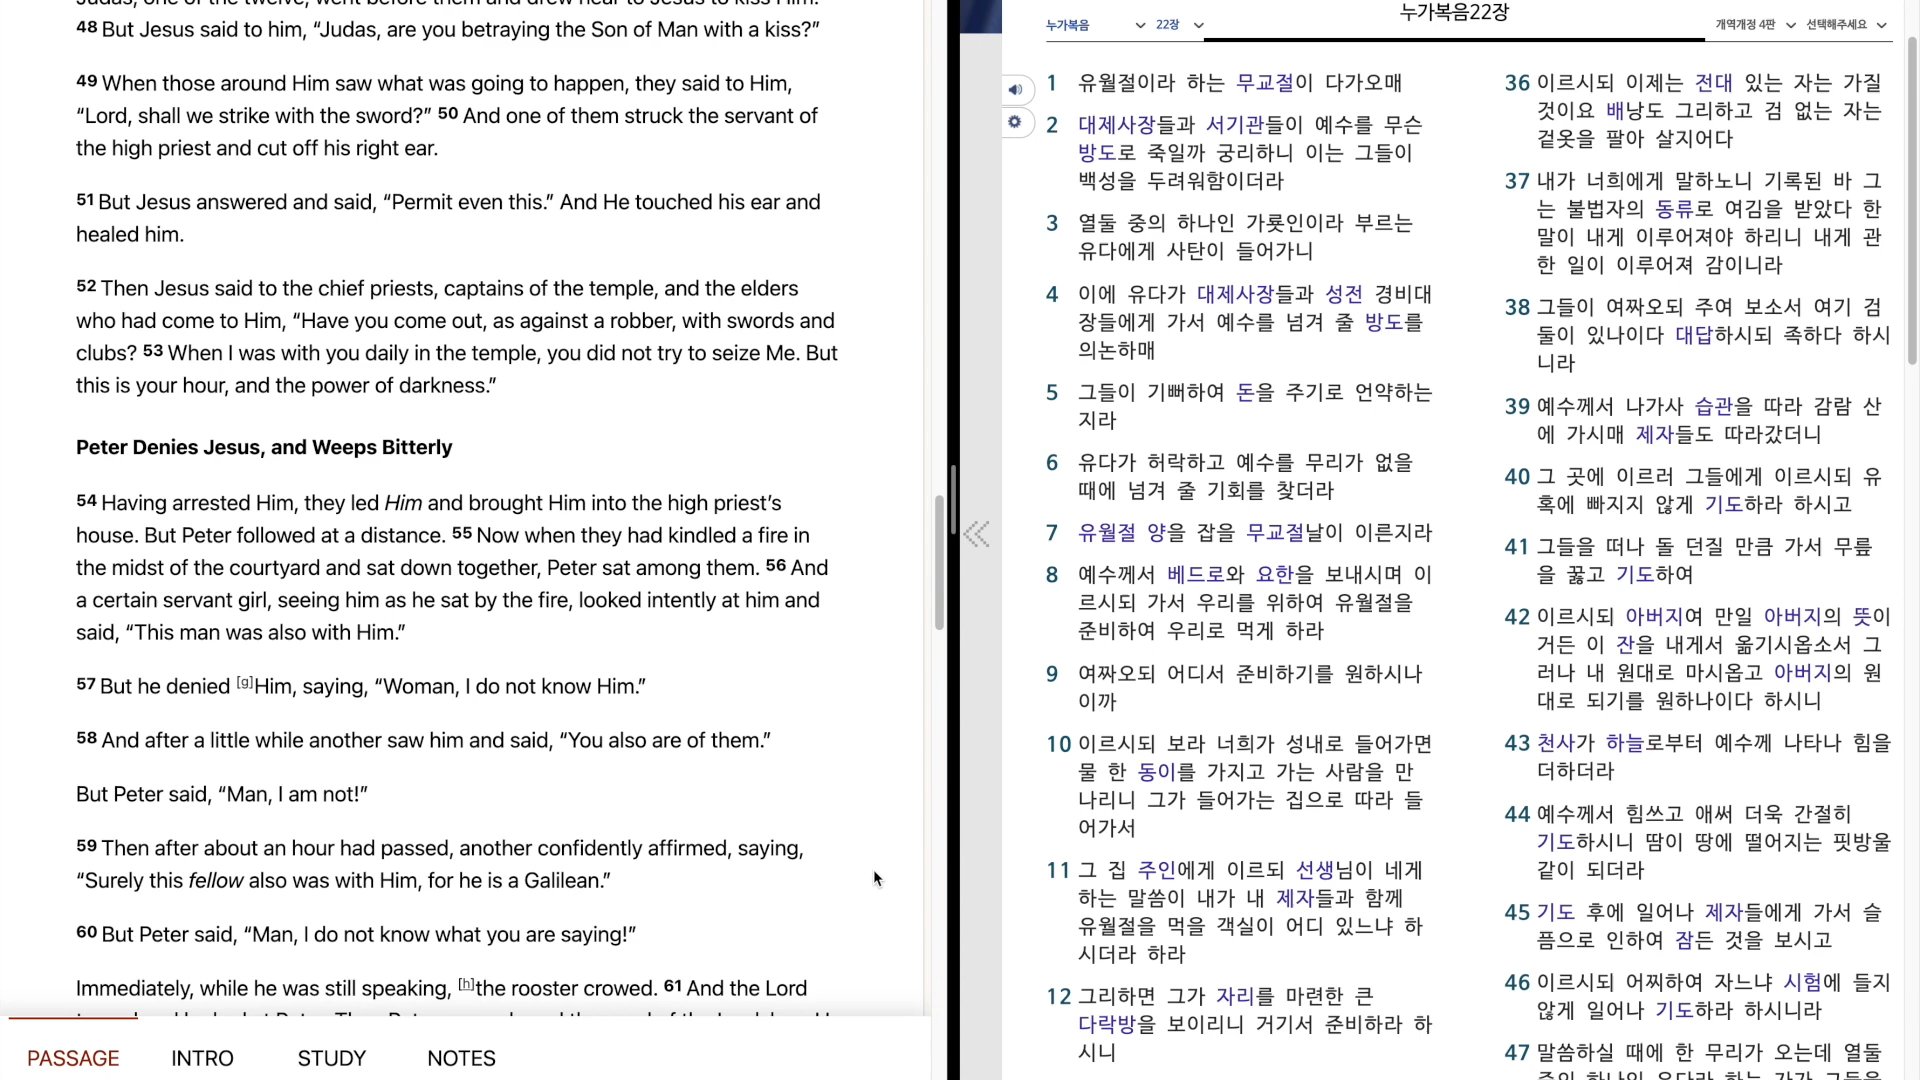 48 But Jesus said to him, “Judas, are you betraying the Son of Man with a kiss?”
49 When those around Him saw what was going to happen, they said to Him,
“Lord, shall we strike with the sword?” 50 And one of them struck the servant of
the high priest and cut off his right ear.
51 But Jesus answered and said, “Permit even this.” And He touched his ear and
healed him.
52 Then Jesus said to the chief priests, captains of the temple, and the elders
who had come to Him, “Have you come out, as against a robber, with swords and
clubs? 53 When I was with you daily in the temple, you did not try to seize Me. But
this is your hour, and the power of darkness.”
Peter Denies Jesus, and Weeps Bitterly
54 Having arrested Him, they led Him and brought Him into the high priest’s
house. But Peter followed at a distance. 55 Now when they had kindled a fire in
the midst of the courtyard and sat down together, Peter sat among them. 56 And
a certain servant girl, seeing him as he sat by the fire, looked intently at him and
said, “This man was also with Him.”
57 But he denied [g]Him, saying, “Woman, I do not know Him.”
58 And after a little while another saw him and said, “You also are of them.”
But Peter said, “Man, I am not!”
59 Then after about an hour had passed, another confidently affirmed, saying,
“Surely this fellow also was with Him, for he is a Galilean.”
60 But Peter said, “Man, I do not know what you are saying!”
Immediately, while he was still speaking, [h]the rooster crowed. 61 And the Lord
PASSAGE INTRO STUDY NOTES
누가복음 22장 누가복음22장 개역개정 4판 선택해주세요
1 유월절이라 하는 무교절이 다가오매
2 대제사장들과 서기관들이 예수를 무슨
방도로 죽일까 궁리하니 이는 그들이
백성을 두려워함이더라
3 열둘 중의 하나인 가룟인이라 부르는
유다에게 사탄이 들어가니
4 이에 유다가 대제사장들과 성전 경비대
장들에게 가서 예수를 넘겨 줄 방도를
의논하매
5 그들이 기뻐하여 돈을 주기로 언약하는
지라
6 유다가 허락하고 예수를 무리가 없을
때에 넘겨 줄 기회를 찾더라
7 유월절 양을 잡을 무교절날이 이른지라
8 예수께서 베드로와 요한을 보내시며 이
르시되 가서 우리를 위하여 유월절을
준비하여 우리로 먹게 하라
9 여짜오되 어디서 준비하기를 원하시나
이까
10 이르시되 보라 너희가 성내로 들어가면
물 한 동이를 가지고 가는 사람을 만
나리니 그가 들어가는 집으로 따라 들
어가서
11 그 집 주인에게 이르되 선생님이 네게
하는 말씀이 내가 내 제자들과 함께
유월절을 먹을 객실이 어디 있느냐 하
시더라 하라
12 그리하면 그가 자리를 마련한 큰
다락방을 보이리니 거기서 준비하라 하
시니
36 이르시되 이제는 전대 있는 자는 가질
것이요 배낭도 그리하고 검 없는 자는
겉옷을 팔아 살지어다
37 내가 너희에게 말하노니 기록된 바 그
는 불법자의 동류로 여김을 받았다 한
말이 내게 이루어져야 하리니 내게 관
한 일이 이루어져 감이니라
38 그들이 여짜오되 주여 보소서 여기 검
둘이 있나이다 대답하시되 족하다 하시
니라
39 예수께서 나가사 습관을 따라 감람 산
에 가시매 제자들도 따라갔더니
40 그 곳에 이르러 그들에게 이르시되 유
혹에 빠지지 않게 기도하라 하시고
41 그들을 떠나 돌 던질 만큼 가서 무릎
을 꿇고 기도하여
42 이르시되 아버지여 만일 아버지의 뜻이
거든 이 잔을 내게서 옮기시옵소서 그
러나 내 원대로 마시옵고 아버지의 원
대로 되기를 원하나이다 하시니
43 천사가 하늘로부터 예수께 나타나 힘을
더하더라
44 예수께서 힘쓰고 애써 더욱 간절히
기도하시니 땀이 땅에 떨어지는 핏방울
같이 되더라
45 기도 후에 일어나 제자들에게 가서 슬
픔으로 인하여 잠든 것을 보시고
46 이르시되 어찌하여 자느냐 시험에 들지
않게 일어나 기도하라 하시니라
47 말씀하실 때에 한 무리가 오는데 열둘